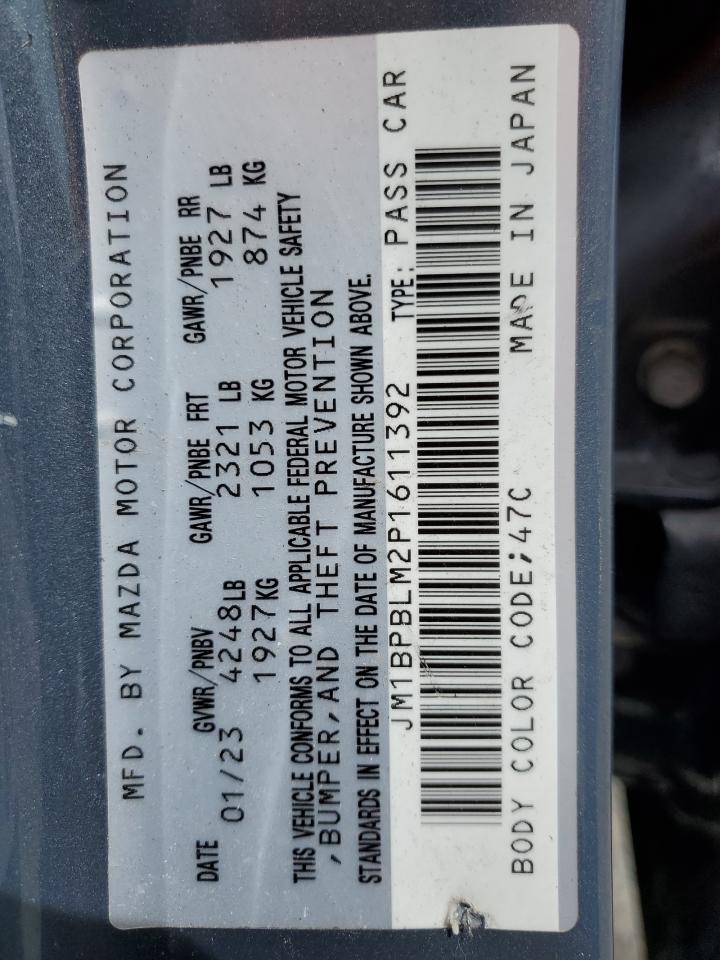 MFD. BY MAZDA MOTOR CORPORATION
DATE GVWR/PNBV GAWR/PNBE FRT GAWR/PNBE RR
01/23 4248LB 2321 LB 1927 LB
1927KG 1053 KG 874 KG
THIS VEHICLE CONFORMS TO ALL APPLICABLE FEDERAL MOTOR VEHICLE SAFETY
,BUMPER,AND THEFT PREVENTION
STANDARDS IN EFFECT ON THE DATE OF MANUFACTURE SHOWN ABOVE.
JM1BPBLM2P1611392 TYPE: PASS CAR
BODY COLOR CODE;47C MADE IN JAPAN